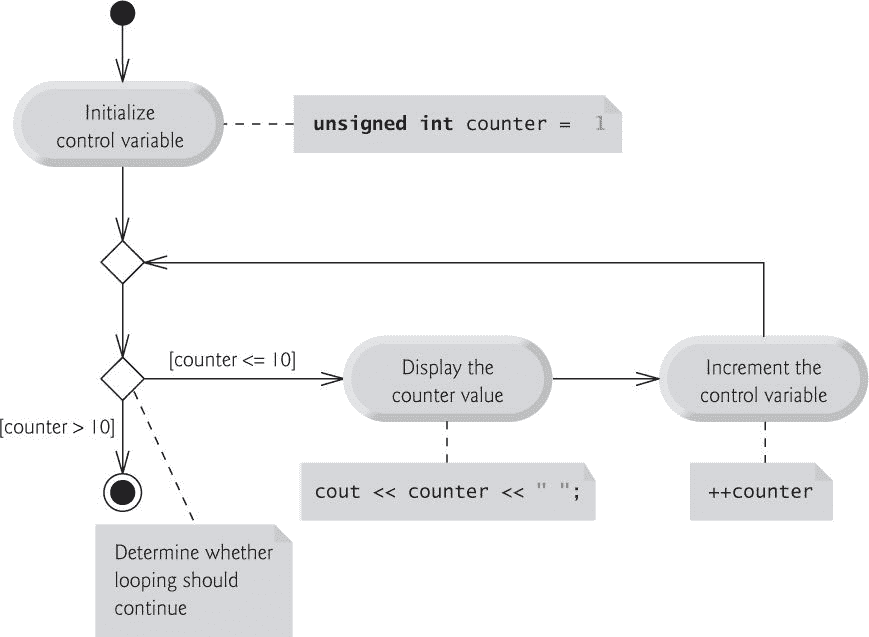 Initialize
control variable
unsigned int counter = 1
[counter <= 10]
Display the
counter value
Increment the
control variable
[counter > 10]
cout << counter << " ";
++counter
Determine whether
looping should
continue